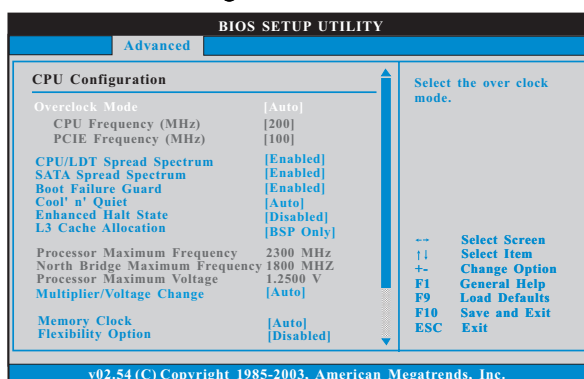 BIOS SETUP UTILITY
Advanced
CPU Configuration
Overclock Mode [Auto]
CPU Frequency (MHz) [200]
PCIE Frequency (MHz) [100]
CPU/LDT Spread Spectrum [Enabled]
SATA Spread Spectrum [Enabled]
Boot Failure Guard [Enabled]
Cool' n' Quiet [Auto]
Enhanced Halt State [Disabled]
L3 Cache Allocation [BSP Only]
Processor Maximum Frequency 2300 MHz
North Bridge Maximum Frequency 1800 MHZ
Processor Maximum Voltage 1.2500 V
Multiplier/Voltage Change [Auto]
Memory Clock [Auto]
Flexibility Option [Disabled]
Select the over clock
mode.
←→ Select Screen
↑↓ Select Item
+- Change Option
F1 General Help
F9 Load Defaults
F10 Save and Exit
ESC Exit
v02.54 (C) Copyright 1985-2003, American Megatrends, Inc.